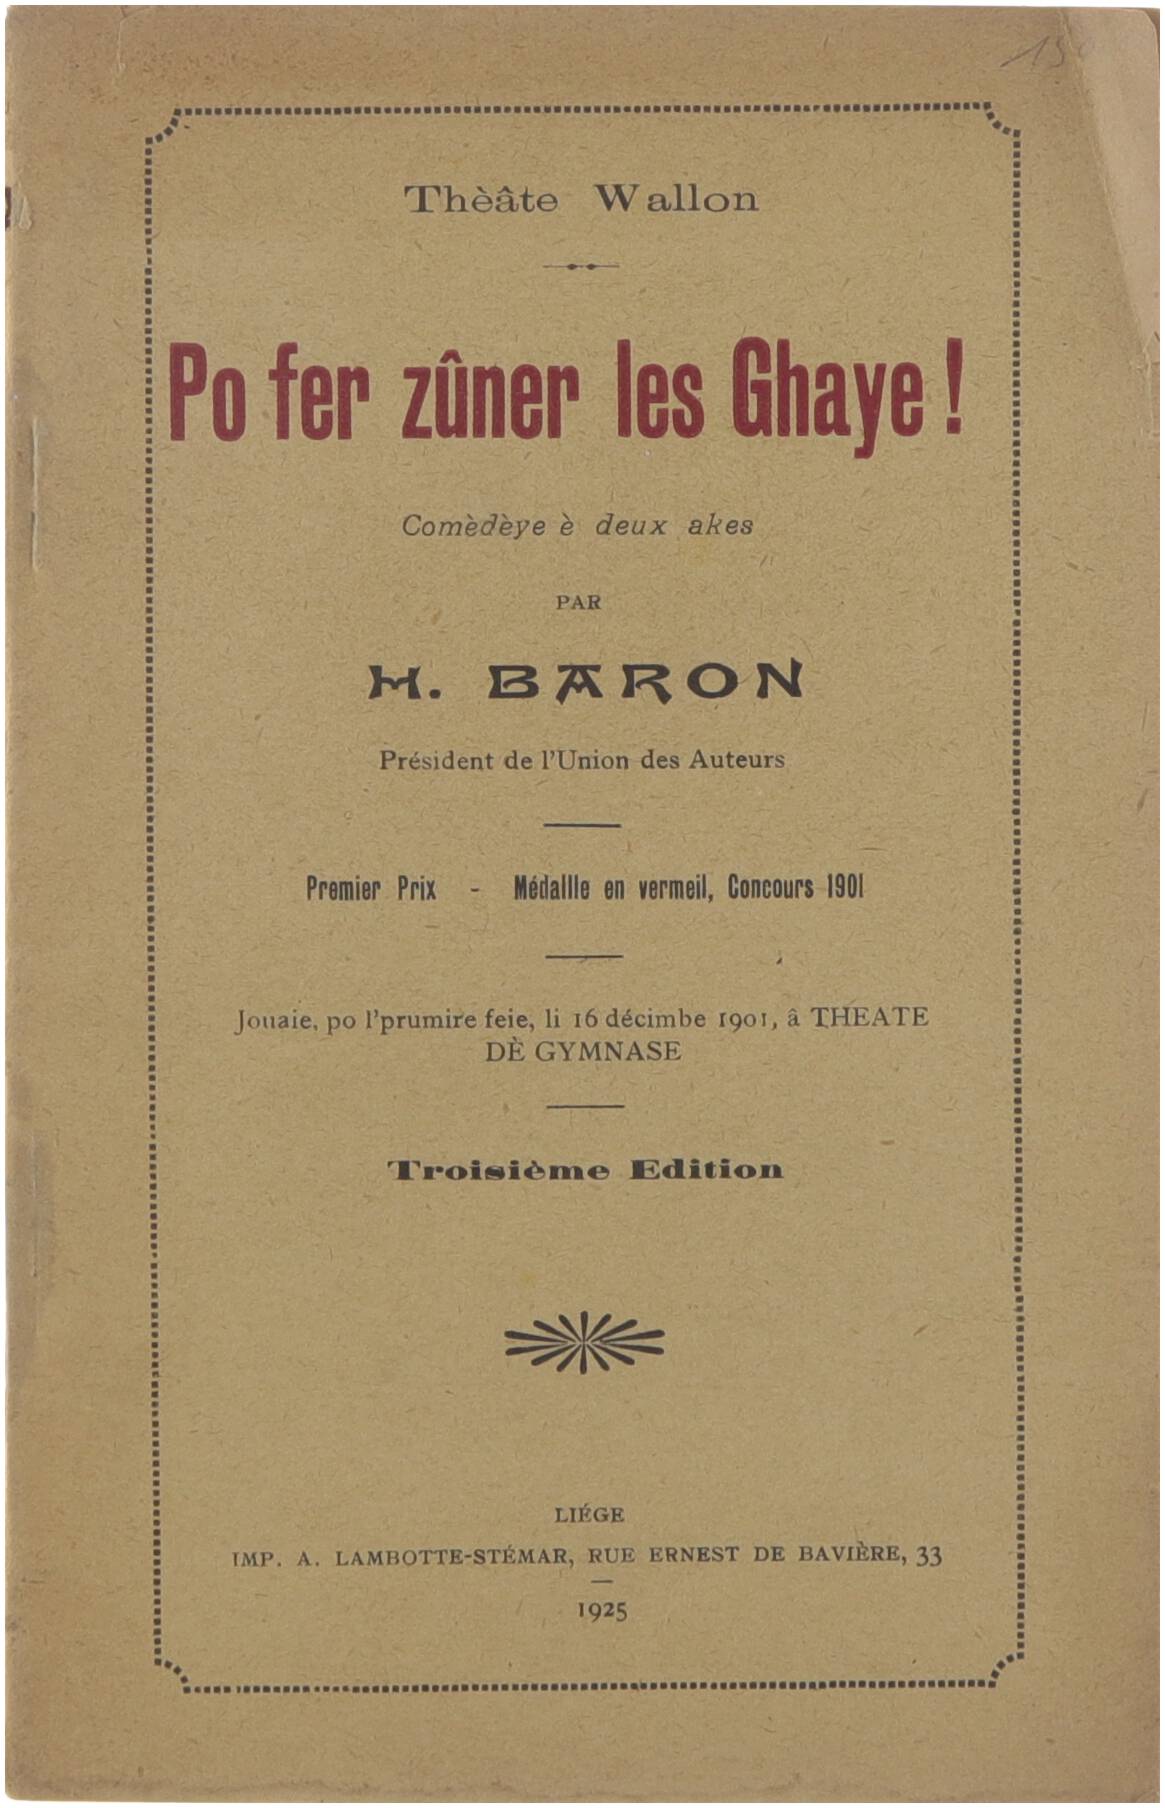 Thèâte Wallon
Po fer zûner les Ghaye !
Comèdèye è deux akes
PAR
H. BARON
Président de l'Union des Auteurs
Premier Prix - Médallle en vermeil, Concours 1901
Jouaie, po l'prumire feie, li 16 décimbe 1901, â THEATE
DÈ GYMNASE
Troisième Edition
LIÉGE
IMP. A. LAMBOTTE-STÉMAR, RUE ERNEST DE BAVIÈRE, 33
1925